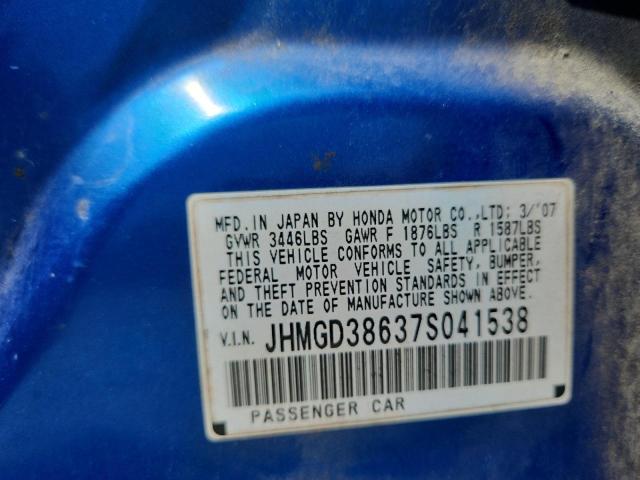 MFD. IN JAPAN BY HONDA MOTOR CO., LTD: 3/'07
GVWR 3446LBS GAWR F 1876LBS R 1587LBS
THIS VEHICLE CONFORMS TO ALL APPLICABLE
FEDERAL MOTOR VEHICLE SAFETY, BUMPER,
AND THEFT PREVENTION STANDARDS IN EFFECT
ON THE DATE OF MANUFACTURE SHOWN ABOVE.
V.I.N. JHMGD38637S041538
PASSENGER CAR